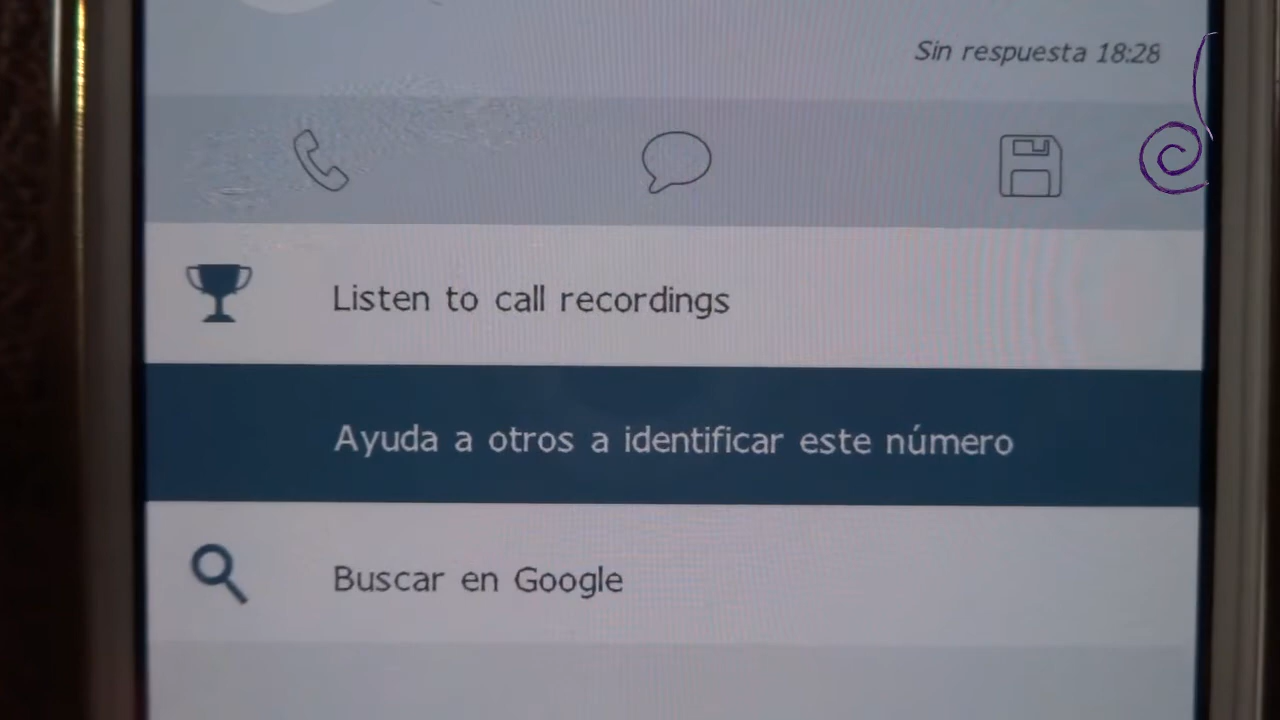 Sin respuesta 18:28
Listen to call recordings
Ayuda a otros a identificar este número
Buscar en Google